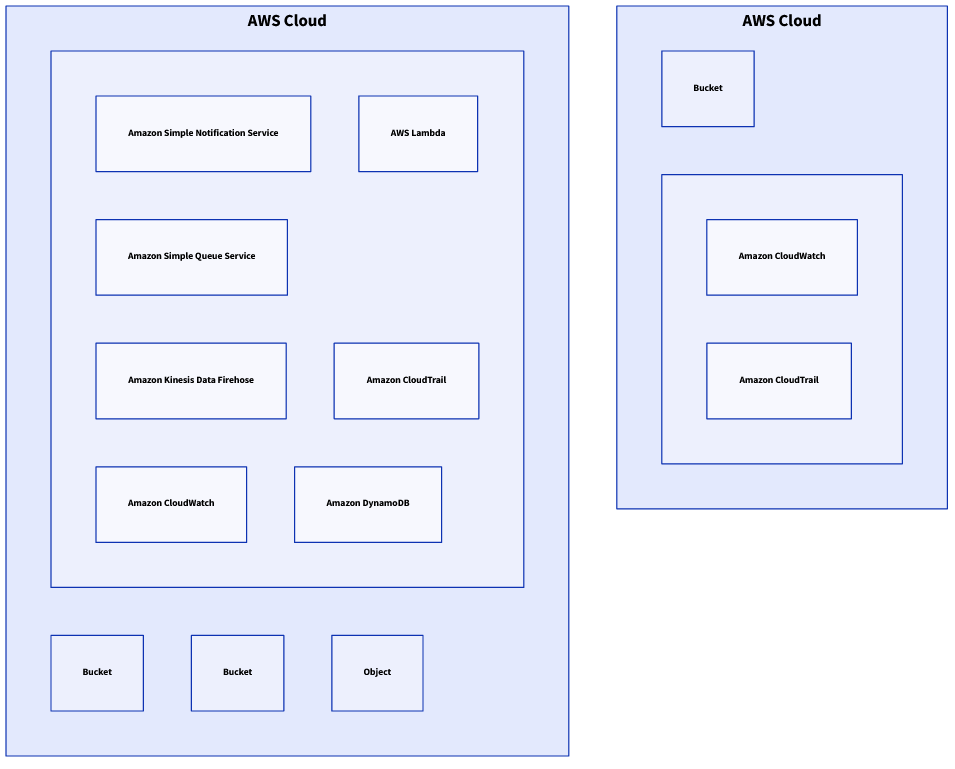 AWS Cloud
Amazon Simple Notification Service
AWS Lambda
Amazon Simple Queue Service
Amazon Kinesis Data Firehose
Amazon CloudTrail
Amazon CloudWatch
Amazon DynamoDB
Bucket
Bucket
Object
AWS Cloud
Bucket
Amazon CloudWatch
Amazon CloudTrail